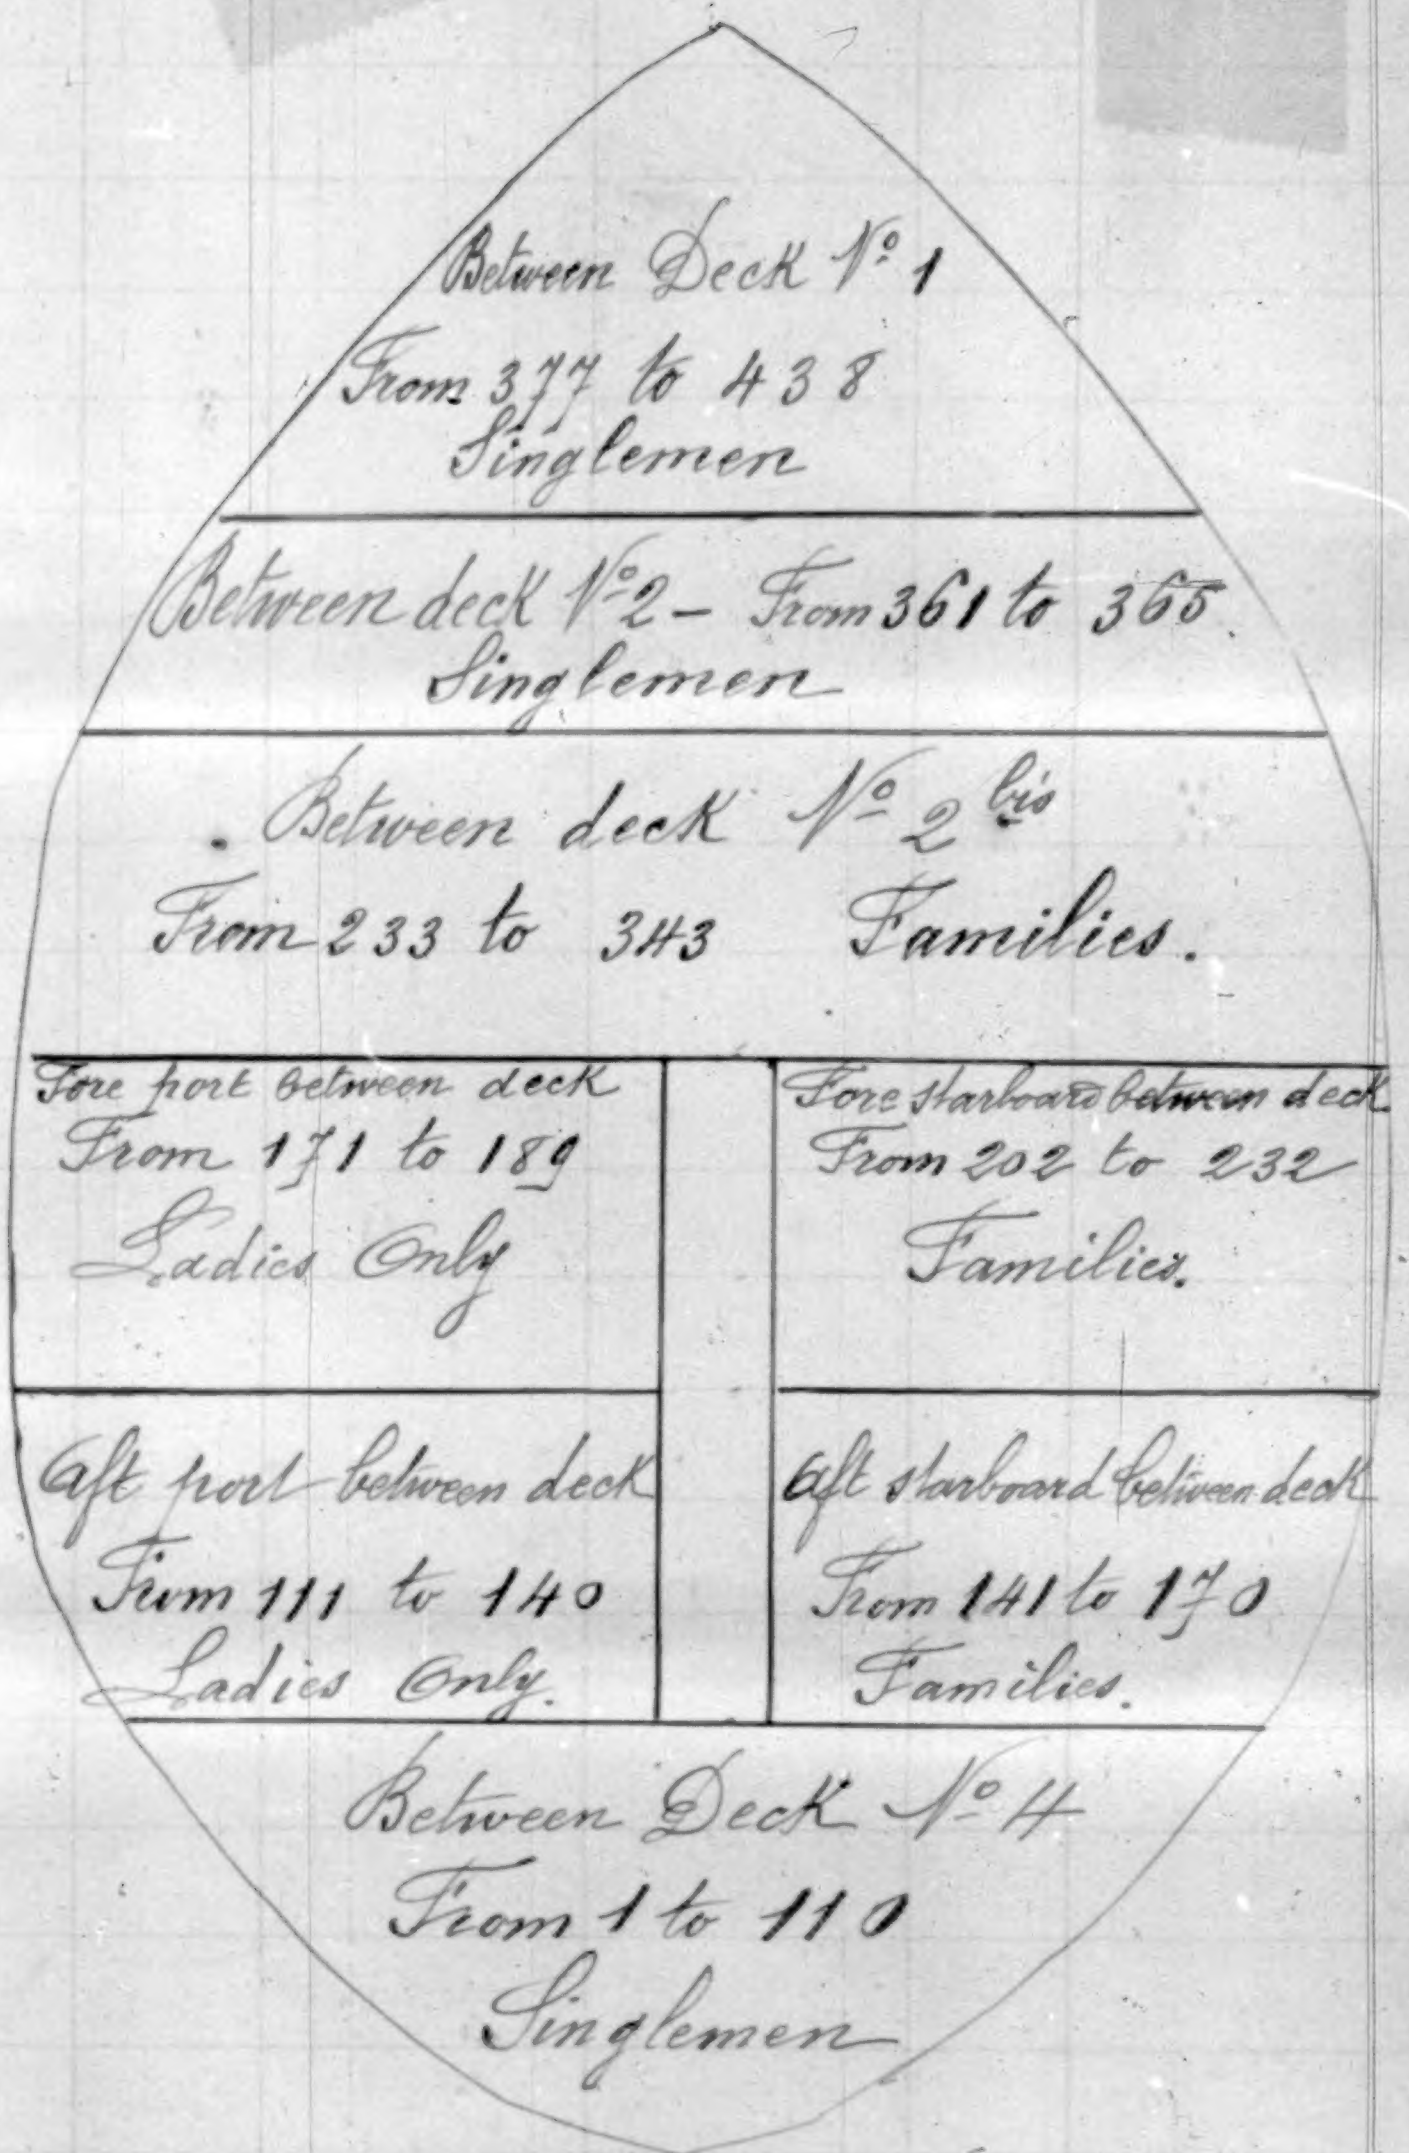 Between Deck Nº 1
From 377 to 438
Singlemen
Between deck Nº 2 – From 361 to 365.
Singlemen
Between deck Nº 2 bis
From 233 to 343 Families.
Fore port between deck
From 171 to 189
Ladies Only
Fore starboard between deck
From 202 to 232
Families.
Aft port between deck
From 111 to 140
Ladies Only.
Aft starboard between deck
From 141 to 170
Families.
Between Deck Nº 4
From 1 to 110
Singlemen